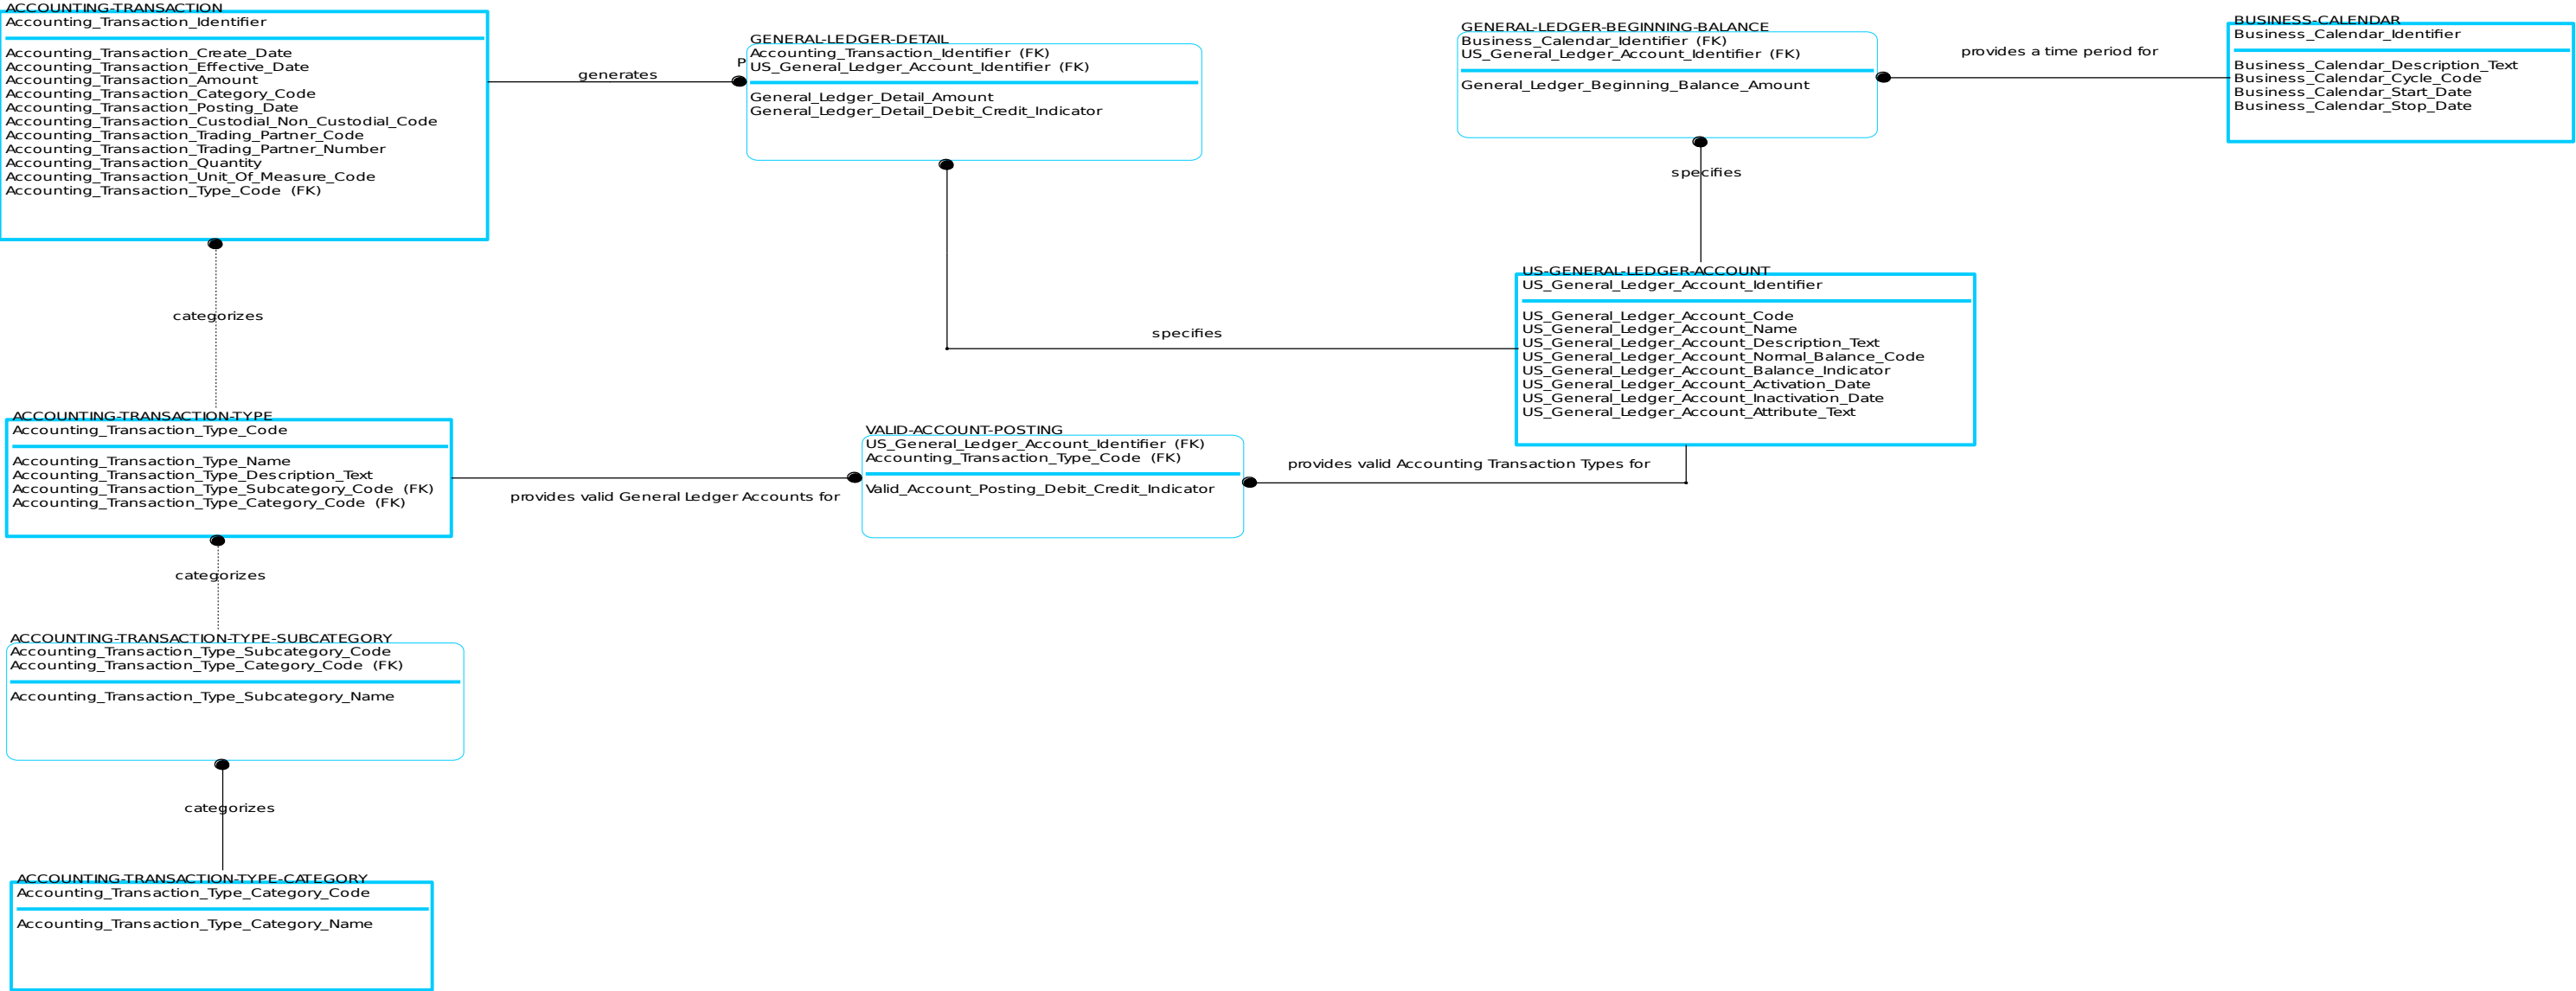 ACCOUNTING-TRANSACTION
Accounting_Transaction_Identifier
Accounting_Transaction_Create_Date
Accounting_Transaction_Effective_Date
Accounting_Transaction_Amount
Accounting_Transaction_Category_Code
Accounting_Transaction_Posting_Date
Accounting_Transaction_Custodial_Non_Custodial_Code
Accounting_Transaction_Trading_Partner_Code
Accounting_Transaction_Trading_Partner_Number
Accounting_Transaction_Quantity
Accounting_Transaction_Unit_Of_Measure_Code
Accounting_Transaction_Type_Code (FK)
generates
P
GENERAL-LEDGER-DETAIL
Accounting_Transaction_Identifier (FK)
US_General_Ledger_Account_Identifier (FK)
General_Ledger_Detail_Amount
General_Ledger_Detail_Debit_Credit_Indicator
GENERAL-LEDGER-BEGINNING-BALANCE
Business_Calendar_Identifier (FK)
US_General_Ledger_Account_Identifier (FK)
General_Ledger_Beginning_Balance_Amount
provides a time period for
BUSINESS-CALENDAR
Business_Calendar_Identifier
Business_Calendar_Description_Text
Business_Calendar_Cycle_Code
Business_Calendar_Start_Date
Business_Calendar_Stop_Date
specifies
categorizes
specifies
US-GENERAL-LEDGER-ACCOUNT
US_General_Ledger_Account_Identifier
US_General_Ledger_Account_Code
US_General_Ledger_Account_Name
US_General_Ledger_Account_Description_Text
US_General_Ledger_Account_Normal_Balance_Code
US_General_Ledger_Account_Balance_Indicator
US_General_Ledger_Account_Activation_Date
US_General_Ledger_Account_Inactivation_Date
US_General_Ledger_Account_Attribute_Text
ACCOUNTING-TRANSACTION-TYPE
Accounting_Transaction_Type_Code
Accounting_Transaction_Type_Name
Accounting_Transaction_Type_Description_Text
Accounting_Transaction_Type_Subcategory_Code (FK)
Accounting_Transaction_Type_Category_Code (FK)
provides valid General Ledger Accounts for
VALID-ACCOUNT-POSTING
US_General_Ledger_Account_Identifier (FK)
Accounting_Transaction_Type_Code (FK)
Valid_Account_Posting_Debit_Credit_Indicator
provides valid Accounting Transaction Types for
categorizes
ACCOUNTING-TRANSACTION-TYPE-SUBCATEGORY
Accounting_Transaction_Type_Subcategory_Code
Accounting_Transaction_Type_Category_Code (FK)
Accounting_Transaction_Type_Subcategory_Name
categorizes
ACCOUNTING-TRANSACTION-TYPE-CATEGORY
Accounting_Transaction_Type_Category_Code
Accounting_Transaction_Type_Category_Name